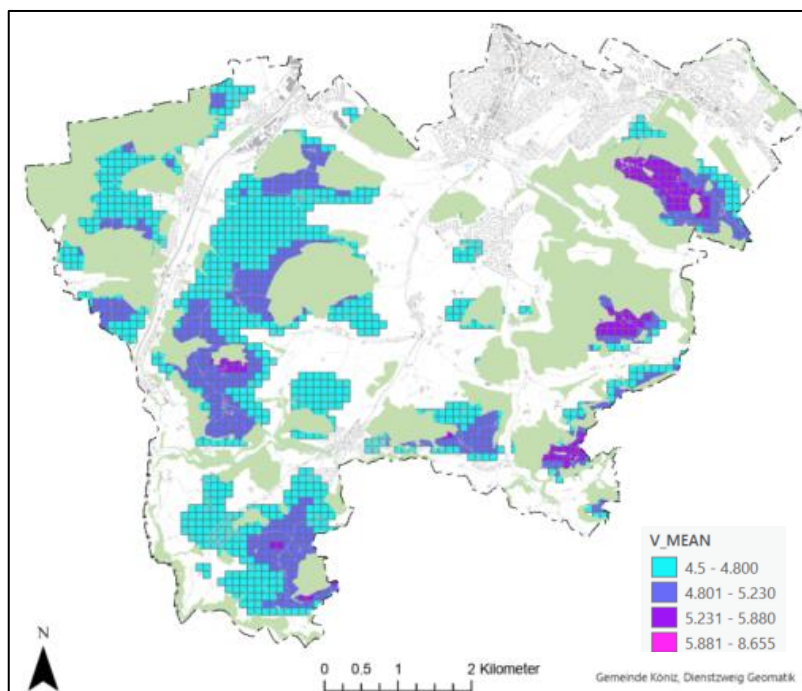 V_MEAN
4.5 - 4.800
4.801 - 5.230
5.231 - 5.880
5.881 - 8.655
N
0 0.5 1 2 Kilometer
Gemeinde Köniz, Dienstzweig Geomatik